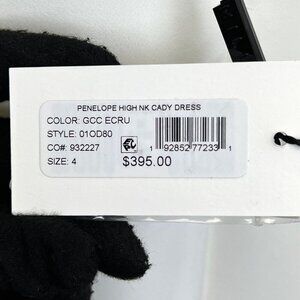 PENELOPE HIGH NK CADY DRESS
COLOR: GCC ECRU
STYLE: 01OD80
CO#: 932227
1 92852 77233 1
SIZE: 4
$395.00